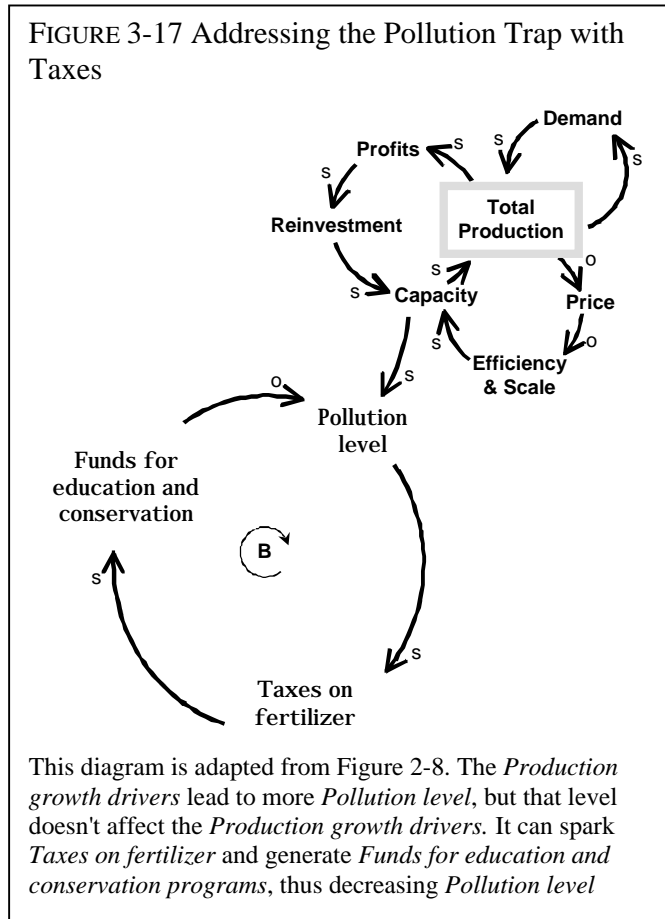 FIGURE 3-17 Addressing the Pollution Trap with
Taxes
Demand
s
s
Profits
s
s
Total
Production
Reinvestment
s
s
Capacity
o
Price
s
o
Efficiency
& Scale
s
o
Pollution
level
Funds for
education and
conservation
B
s
s
Taxes on
fertilizer
This diagram is adapted from Figure 2-8. The Production
growth drivers lead to more Pollution level, but that level
doesn't affect the Production growth drivers. It can spark
Taxes on fertilizer and generate Funds for education and
conservation programs, thus decreasing Pollution level